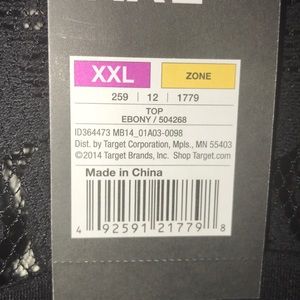 XXL ZONE
259 | 12 | 1779
TOP
EBONY / 504268
ID364473 MB14_01A03-0098
Dist. by Target Corporation, Mpls., MN 55403
©2014 Target Brands, Inc. Shop Target.com
Made in China
4 92591 21779 8